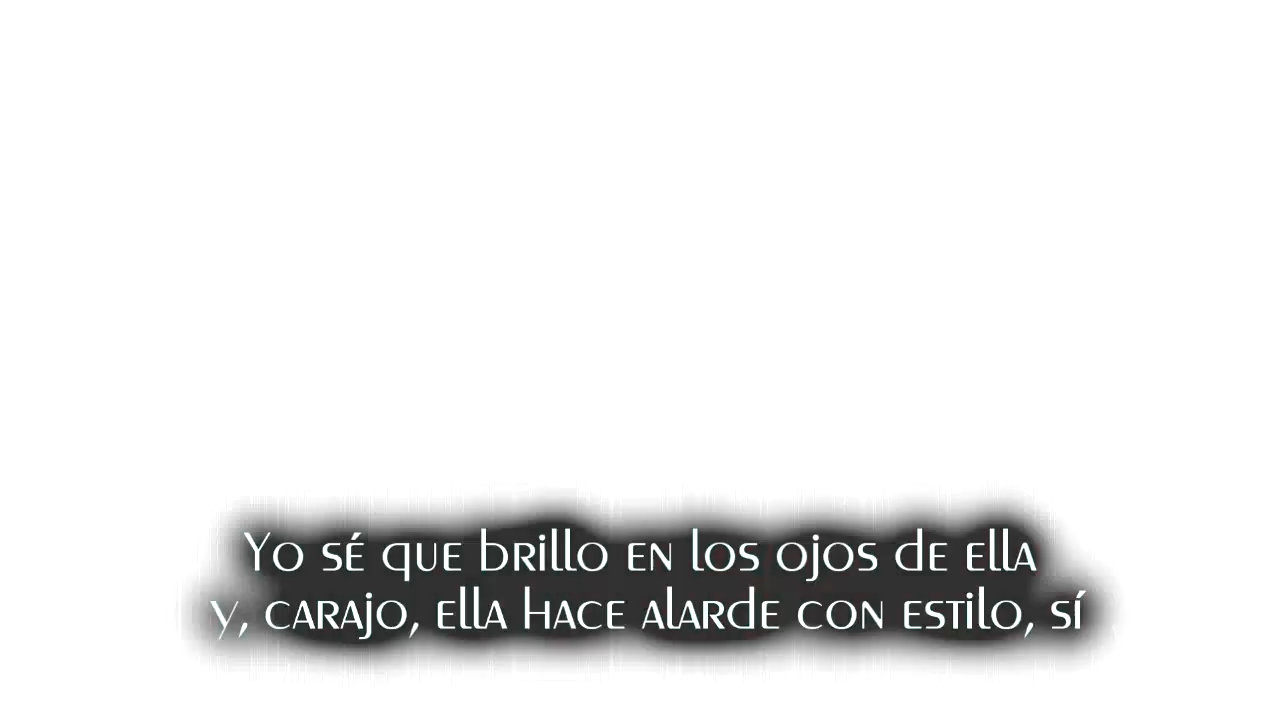 Yo sé que brillo en los ojos de ella
y, carajo, ella hace alarde con estilo, sí